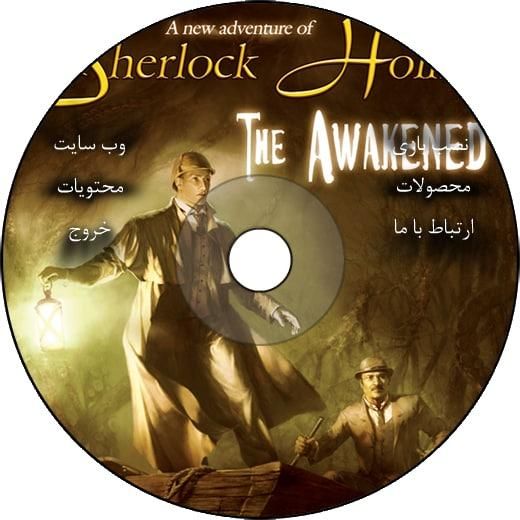 A new adventure of
Sherlock Hol
THE AWAKENED
نصب بازی
وب سایت
محصولات
محتویات
ارتباط با ما
خروج